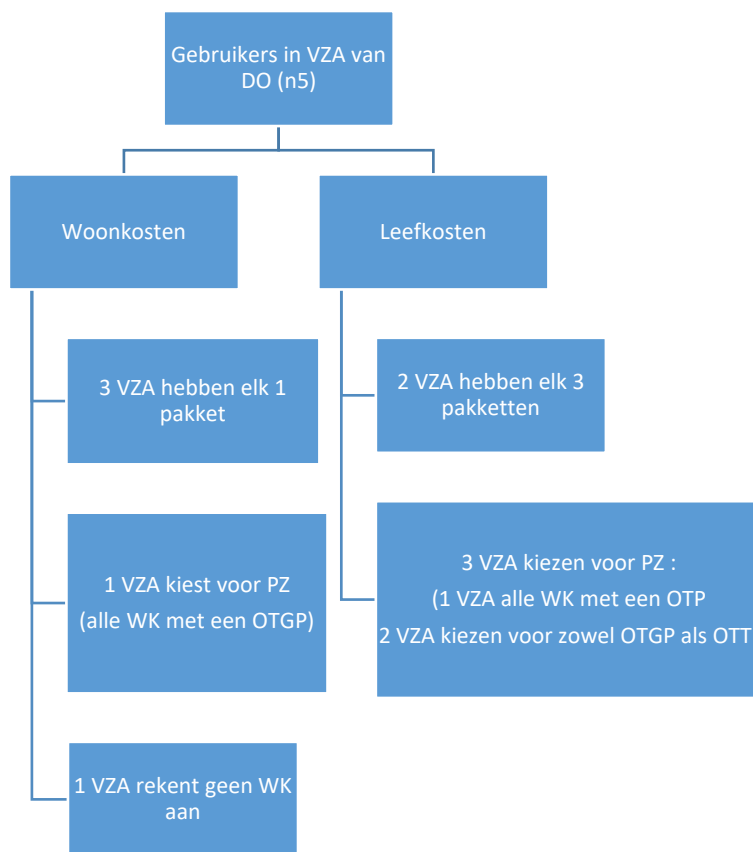 Gebruikers in VZA van
DO (n5)
Woonkosten
Leefkosten
3 VZA hebben elk 1
pakket
2 VZA hebben elk 3
pakketten
1 VZA kiest voor PZ
(alle WK met een OTGP)
3 VZA kiezen voor PZ :
(1 VZA alle WK met een OTP
2 VZA kiezen voor zowel OTGP als OTT
1 VZA rekent geen WK
aan